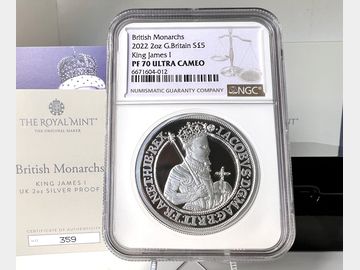 British Monarchs
2022 2oz G.Britain S$5
King James I
PF 70 ULTRA CAMEO
6671604-012
NUMISMATIC GUARANTY COMPANY
NGC
THE ROYAL MINT
THE ORIGINAL MAKER
British Monarchs
KING JAMES I
UK 2oz SILVER PROOF
CERTIFICATE OF AUTHENTICITY
359
IACOBVS:D:G:MAG:BRIT:FRAN:ET:HIB:REX